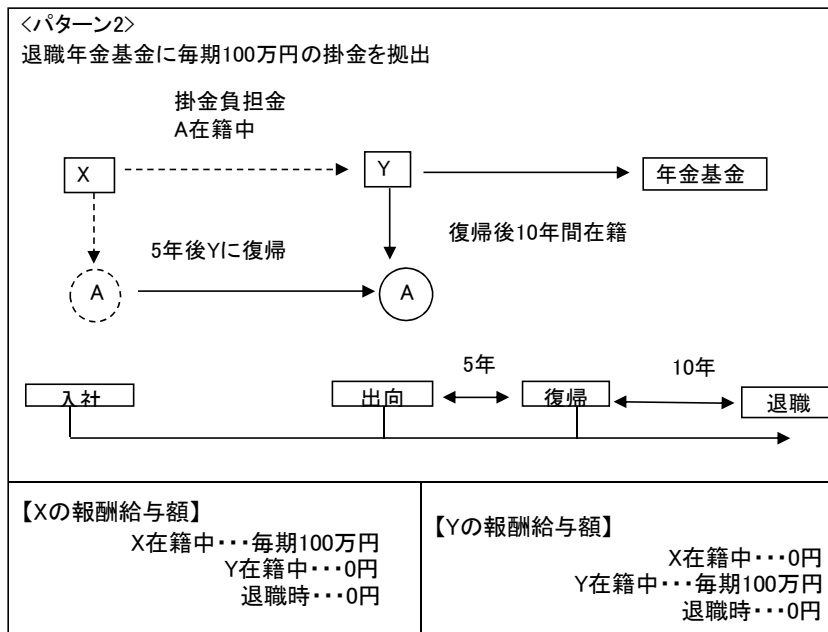 <パターン2>
退職年金基金に毎期100万円の掛金を拠出
掛金負担金
A在籍中
X
Y
年金基金
5年後Yに復帰
復帰後10年間在籍
A
A
5年
10年
入社
出向
復帰
退職
【Xの報酬給与額】
X在籍中・・・毎期100万円
Y在籍中・・・0円
退職時・・・0円
【Yの報酬給与額】
X在籍中・・・0円
Y在籍中・・・毎期100万円
退職時・・・0円